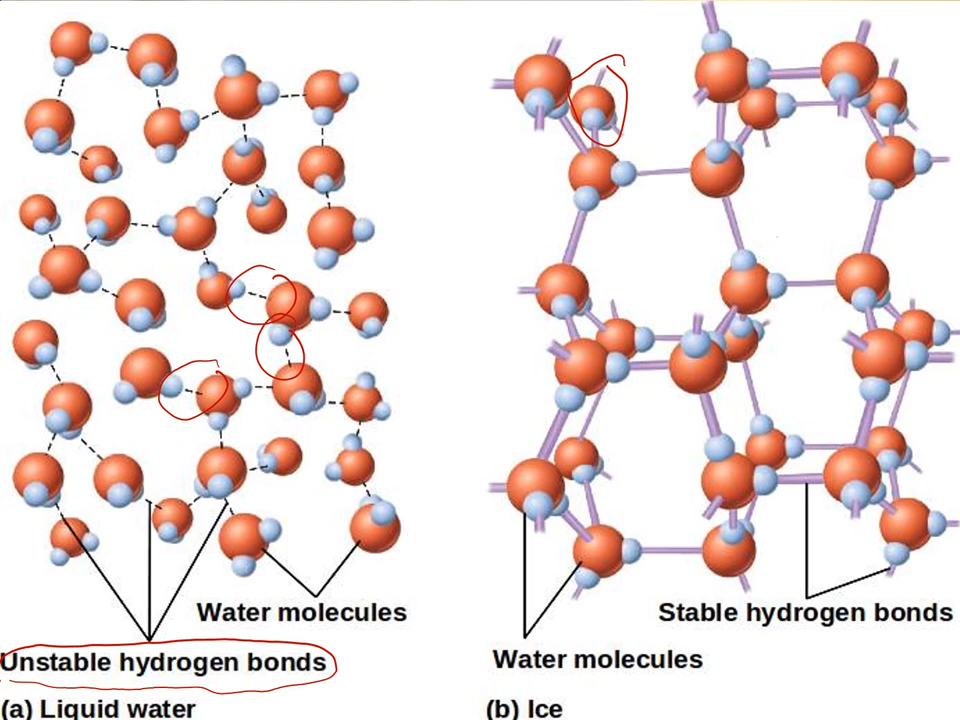 Water molecules
Unstable hydrogen bonds
(a) Liquid water
Stable hydrogen bonds
Water molecules
(b) Ice